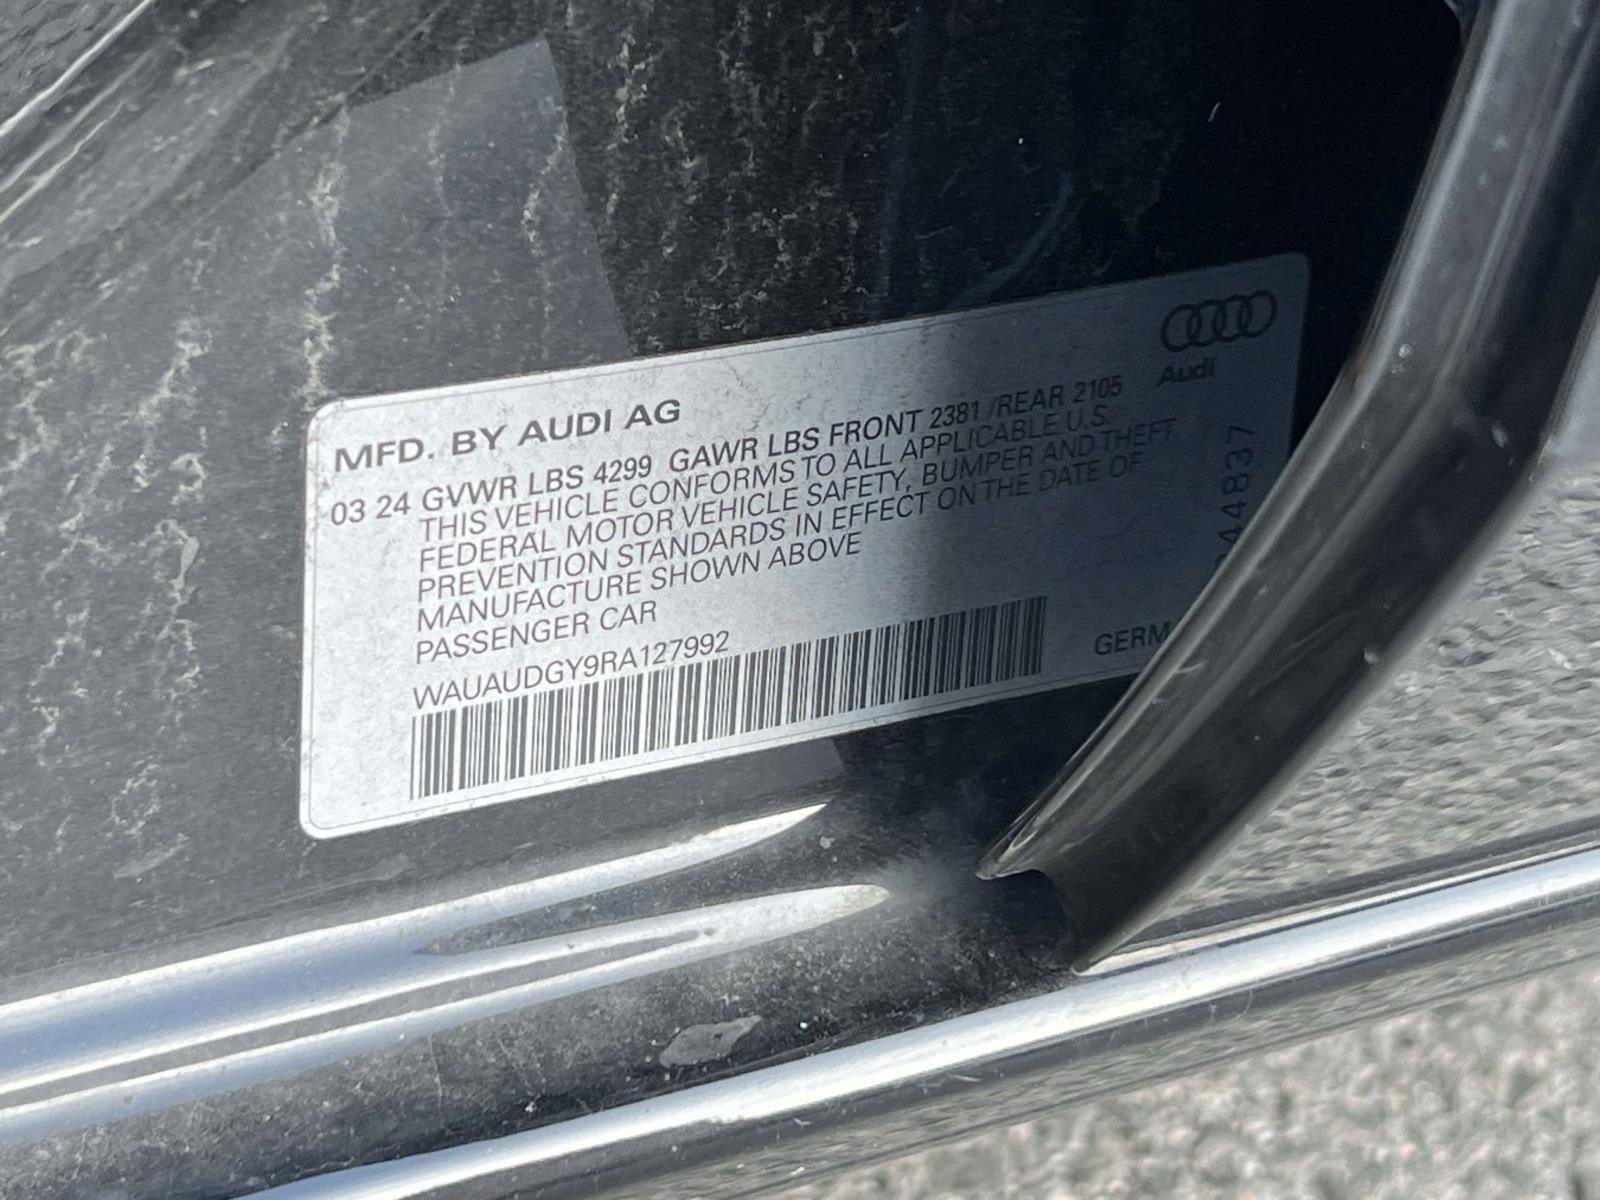 Audi
MFD. BY AUDI AG
03 24 GVWR LBS 4299 GAWR LBS FRONT 2381 /REAR 2105
THIS VEHICLE CONFORMS TO ALL APPLICABLE U.S.
FEDERAL MOTOR VEHICLE SAFETY, BUMPER AND THEFT
PREVENTION STANDARDS IN EFFECT ON THE DATE OF
MANUFACTURE SHOWN ABOVE
PASSENGER CAR
WAUAUDGY9RA127992
GERM
44837